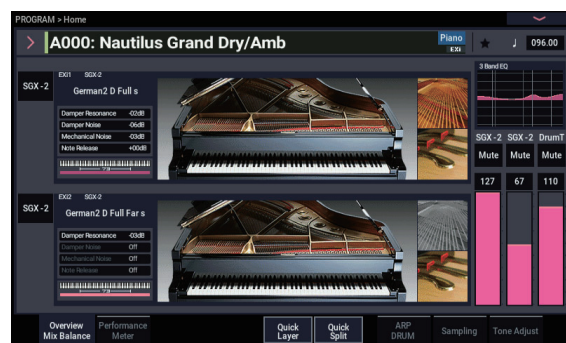 PROGRAM > Home
A000: Nautilus Grand Dry/Amb
Piano
EXi
096.00
SGX-2
EXi1 SGX-2
German2 D Full s
Damper Resonance -02dB
Damper Noise -06dB
Mechanical Noise -03dB
Note Release +00dB
73
3 Band EQ
SGX-2 SGX-2 DrumT
Mute Mute Mute
127 67 110
SGX-2
EXi2 SGX-2
German2 D Full Far s
Damper Resonance -03dB
Damper Noise Off
Mechanical Noise Off
Note Release Off
73
Overview
Mix Balance
Performance
Meter
Quick
Layer
Quick
Split
ARP
DRUM
Sampling
Tone Adjust